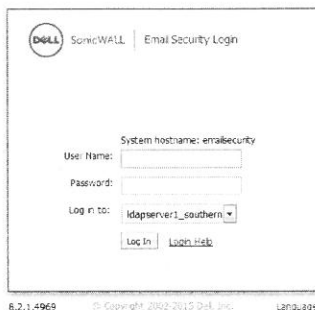 DELL SonicWALL Email Security Login
System hostname: emailsecurity
User Name:
Password:
Log in to: ldapserver1_southern
Log In Login Help
8.2.1.4969 © Copyright 2002-2015 Dell, Inc. Language